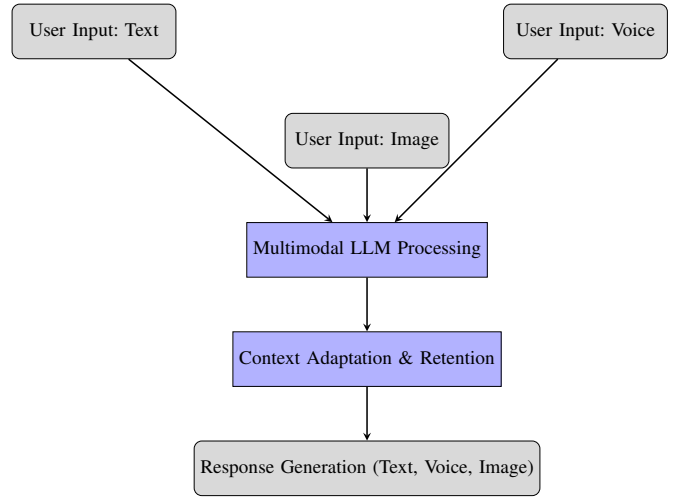 User Input: Text
User Input: Voice
User Input: Image
Multimodal LLM Processing
Context Adaptation & Retention
Response Generation (Text, Voice, Image)